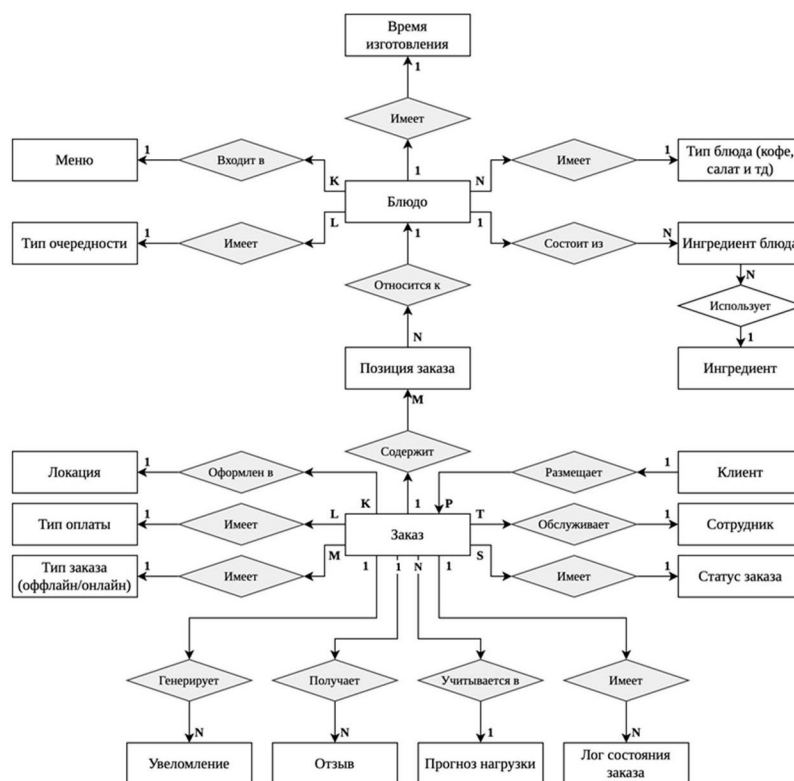 Время
изготовления
1
Имеет
Меню
1
Входит в
K
1
N
Имеет
1
Тип блюда (кофе,
салат и тд)
Блюдо
Тип очередности
1
Имеет
L
1
1
Состоит из
N
Ингредиент блюда
N
Относится к
Использует
N
1
Позиция заказа
Ингредиент
M
Содержит
Локация
1
Оформлен в
K
1
P
Размещает
1
Клиент
Тип оплаты
1
Имеет
L
Заказ
T
Обслуживает
1
Сотрудник
Тип заказа
(оффлайн/онлайн)
1
Имеет
M
1
1
N
1
S
Имеет
1
Статус заказа
Генерирует
Получает
Учитывается в
Имеет
N
N
1
N
Увеломление
Отзыв
Прогноз нагрузки
Лог состояния
заказа